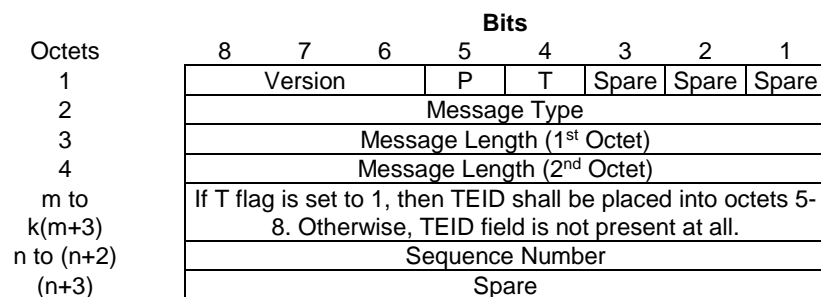 Bits
Octets 8 7 6 5 4 3 2 1
1 Version P T Spare Spare Spare
2 Message Type
3 Message Length (1st Octet)
4 Message Length (2nd Octet)
m to If T flag is set to 1, then TEID shall be placed into octets 5-
k(m+3) 8. Otherwise, TEID field is not present at all.
n to (n+2) Sequence Number
(n+3) Spare